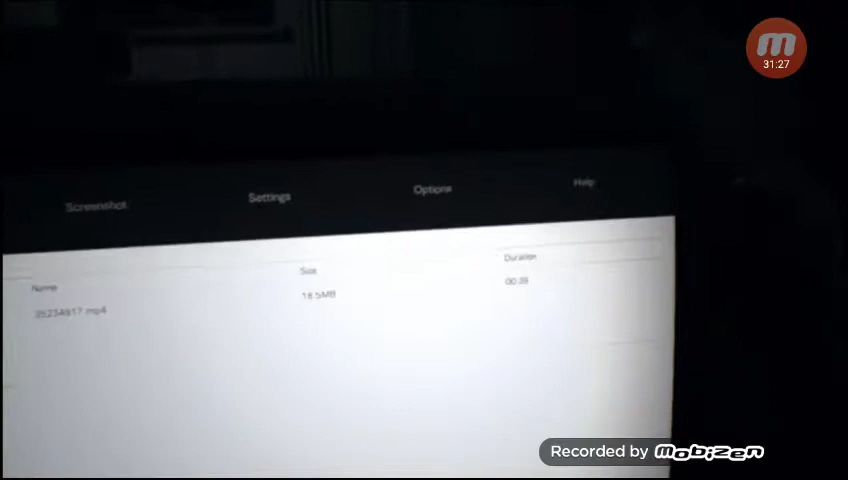 31:27
Screenshot
Settings
Options
Help
Name
Size
Duration
18.5MB
00:39
Recorded by Mobizen